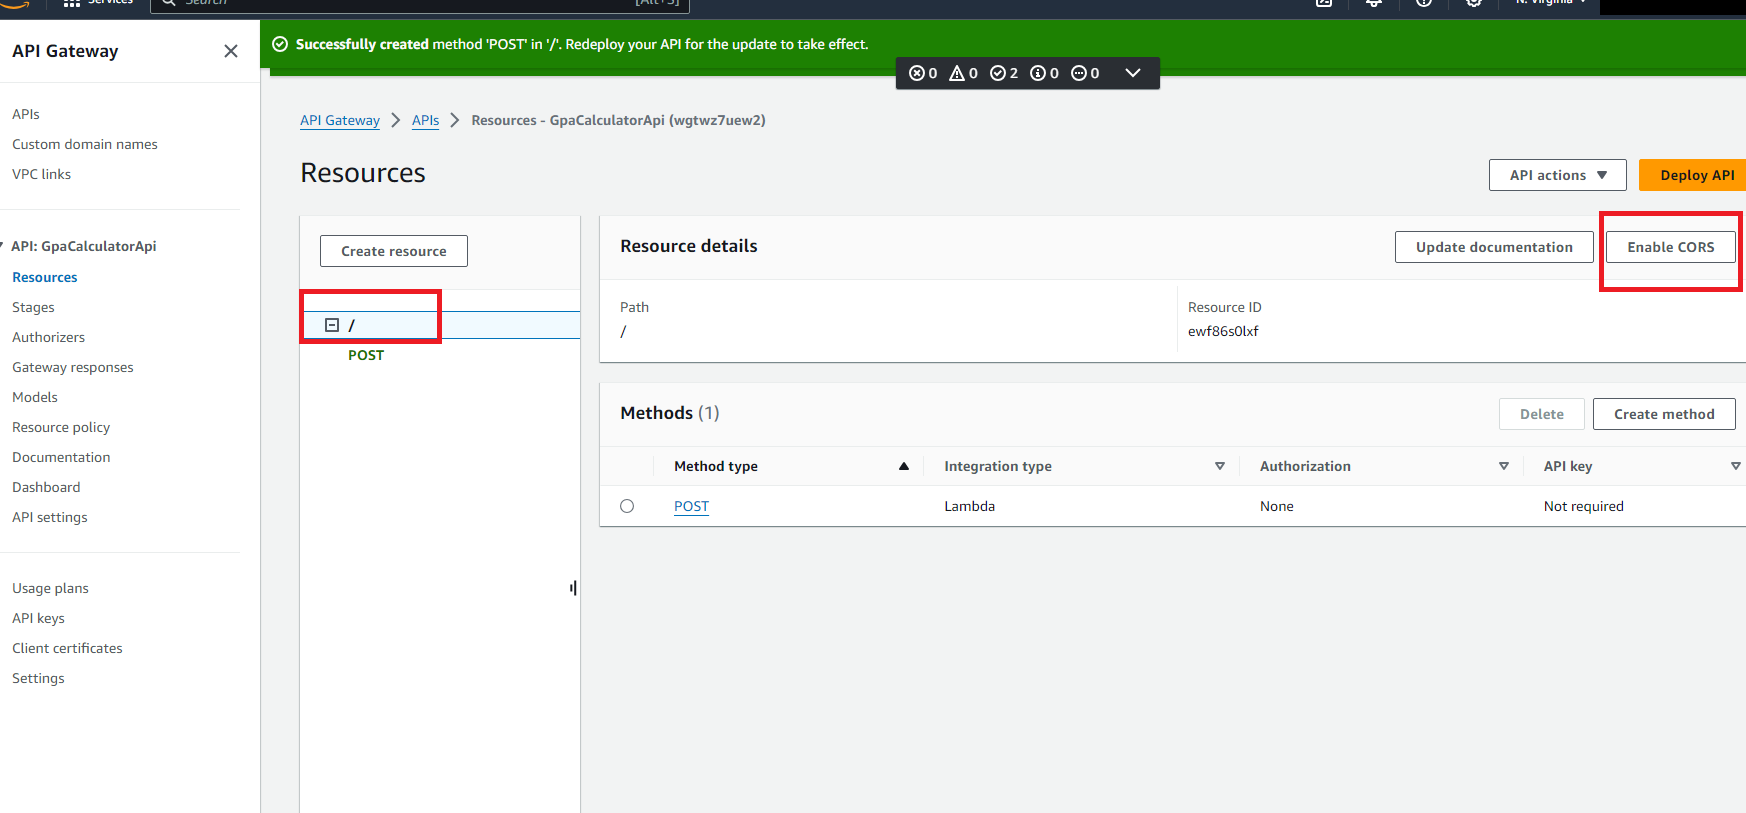 Services
Search
[Alt+S]
N. Virginia
API Gateway
Successfully created method 'POST' in '/'. Redeploy your API for the update to take effect.
0 0 2 0 0
APIs
Custom domain names
VPC links
API: GpaCalculatorApi
Resources
Stages
Authorizers
Gateway responses
Models
Resource policy
Documentation
Dashboard
API settings
Usage plans
API keys
Client certificates
Settings
API Gateway > APIs > Resources - GpaCalculatorApi (wgtwz7uew2)
Resources
API actions
Deploy API
Create resource
/
POST
Resource details
Update documentation
Enable CORS
Path
/
Resource ID
ewf86s0lxf
Methods (1)
Delete
Create method
Method type Integration type Authorization API key
POST Lambda None Not required